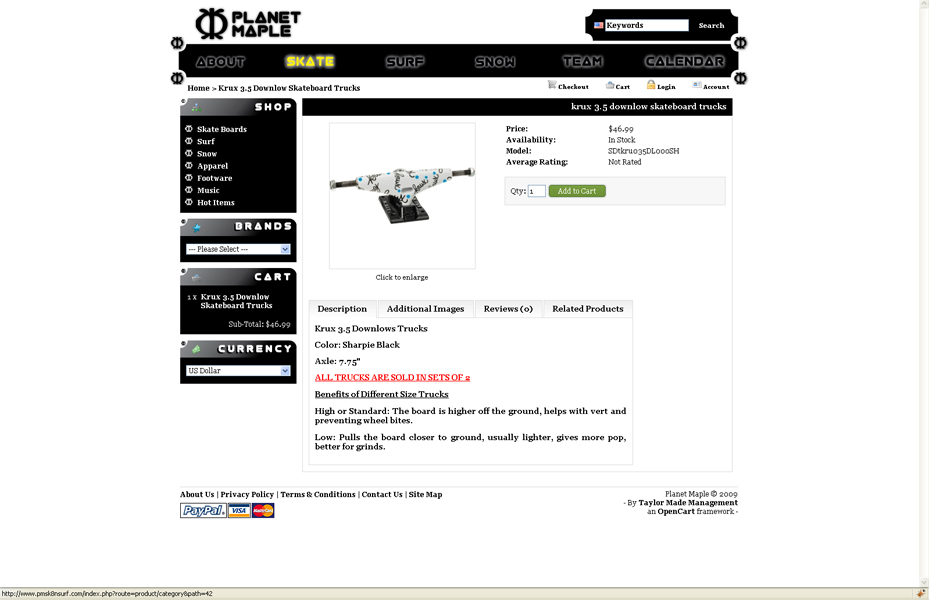 PLANET
MAPLE
Keywords
Search
ABOUT
SKATE
SURF
SNOW
TEAM
CALENDAR
Home > Krux 3.5 Downlow Skateboard Trucks
Checkout
Cart
Login
Account
SHOP
Skate Boards
Surf
Snow
Apparel
Footware
Music
Hot Items
BRANDS
--- Please Select ---
CART
1 x Krux 3.5 Downlow
Skateboard Trucks
Sub-Total: $46.99
CURRENCY
US Dollar
krux 3.5 downlow skateboard trucks
Price: $46.99
Availability: In Stock
Model: SDtkru035DL000SH
Average Rating: Not Rated
Qty: 1 Add to Cart
Click to enlarge
Description
Additional Images
Reviews (0)
Related Products
Krux 3.5 Downlows Trucks
Color: Sharpie Black
Axle: 7.75"
ALL TRUCKS ARE SOLD IN SETS OF 2
Benefits of Different Size Trucks
High or Standard: The board is higher off the ground, helps with vert and
preventing wheel bites.
Low: Pulls the board closer to ground, usually lighter, gives more pop,
better for grinds.
About Us | Privacy Policy | Terms & Conditions | Contact Us | Site Map
PayPal
VISA
MasterCard
Planet Maple © 2009
- By Taylor Made Management
an OpenCart framework -
http://www.pmsk8nsurf.com/index.php?route=product/category&path=42